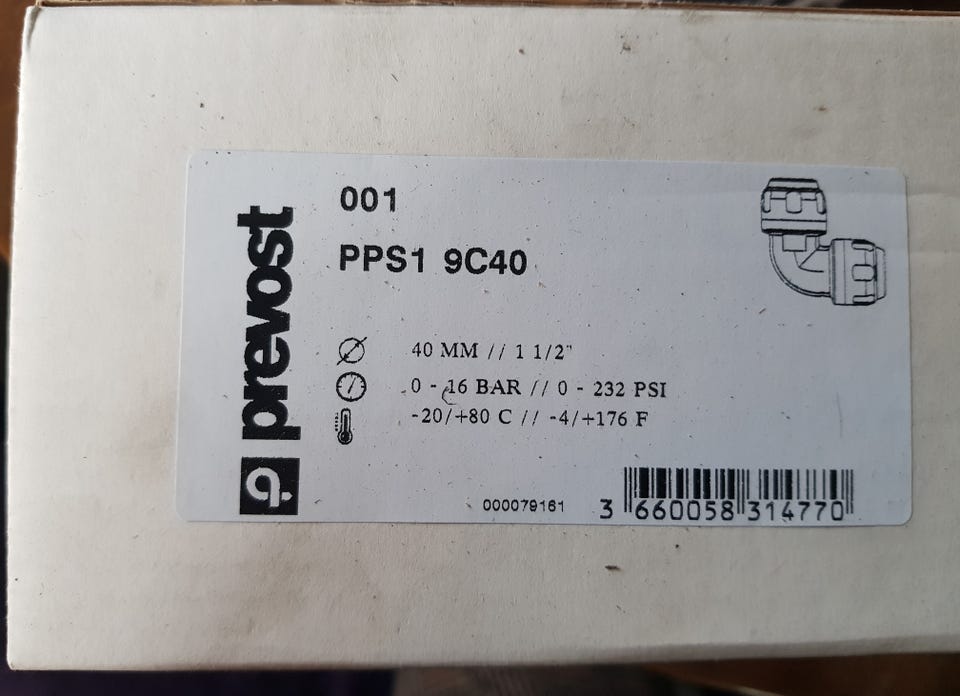 prevost
001
PPS1 9C40
40 MM // 1 1/2"
0 - 16 BAR // 0 - 232 PSI
-20/+80 C // -4/+176 F
000079161
3 660058 314770